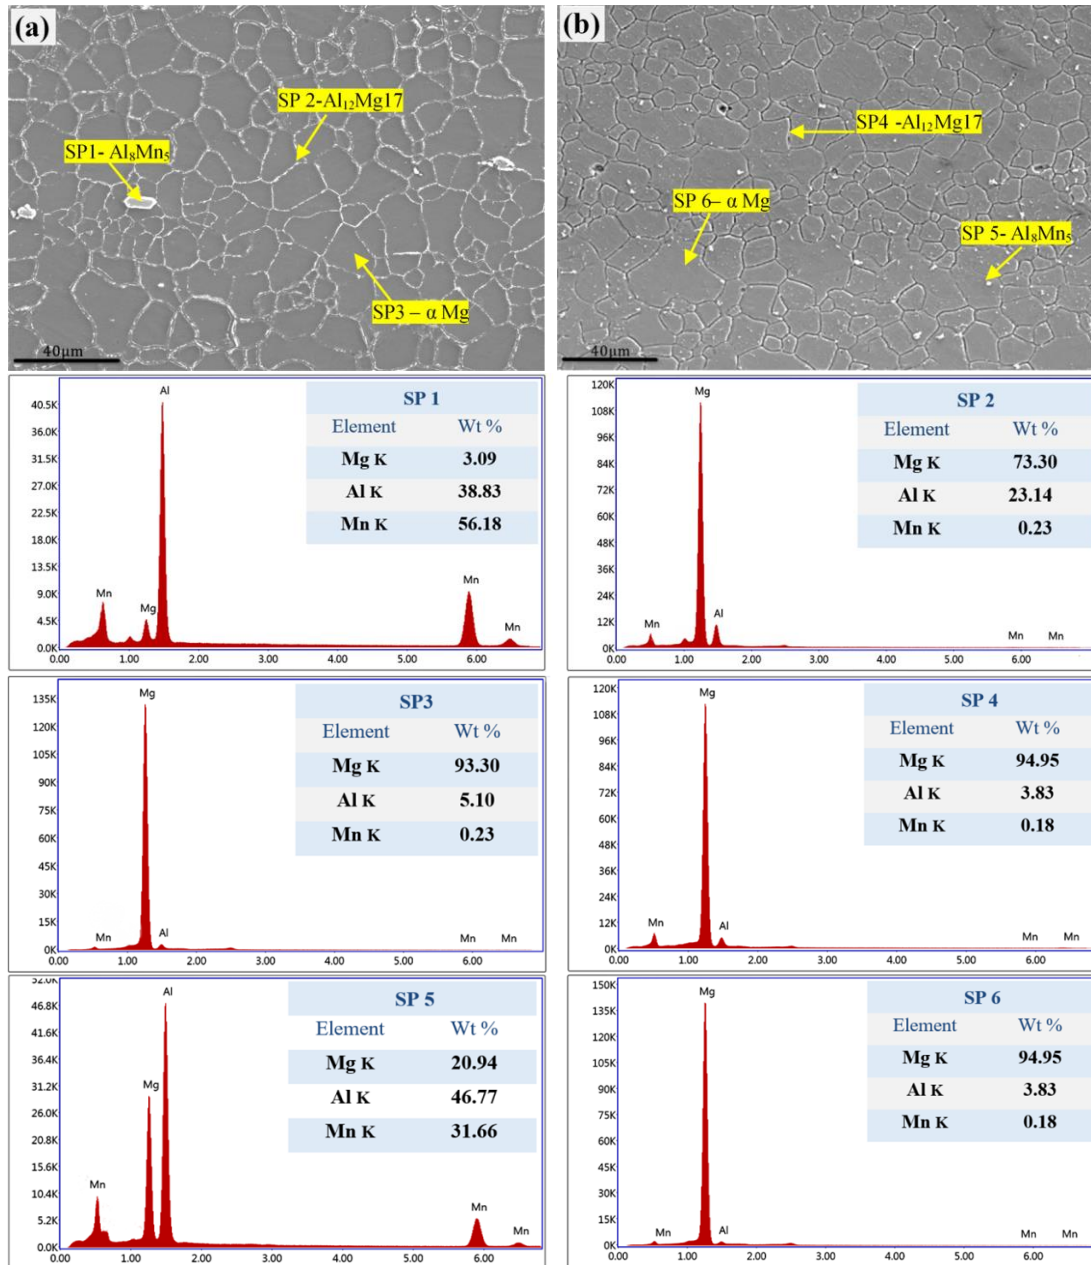 (a)
SP 2-Al₁₂Mg17
SP1- Al₈Mn₅
SP3 – α Mg
40μm
(b)
SP4 -Al₁₂Mg17
SP 6– α Mg
SP 5- Al₈Mn₅
40μm
SP 1
Element Wt %
Mg K 3.09
Al K 38.83
Mn K 56.18
Al
Mn
Mg
Mn
Mn
40.5K
36.0K
31.5K
27.0K
22.5K
18.0K
13.5K
9.0K
4.5K
0.0K
0.00 1.00 2.00 3.00 4.00 5.00 6.00
SP 2
Element Wt %
Mg K 73.30
Al K 23.14
Mn K 0.23
Mg
Mn
Al
Mn
Mn
120K
108K
96K
84K
72K
60K
48K
36K
24K
12K
0K
0.00 1.00 2.00 3.00 4.00 5.00 6.00
SP3
Element Wt %
Mg K 93.30
Al K 5.10
Mn K 0.23
Mg
Mn
Al
Mn
Mn
135K
120K
105K
90K
75K
60K
45K
30K
15K
0K
0.00 1.00 2.00 3.00 4.00 5.00 6.00
SP 4
Element Wt %
Mg K 94.95
Al K 3.83
Mn K 0.18
Mg
Mn
Al
Mn
Mn
120K
108K
96K
84K
72K
60K
48K
36K
24K
12K
0K
0.00 1.00 2.00 3.00 4.00 5.00 6.00
SP 5
Element Wt %
Mg K 20.94
Al K 46.77
Mn K 31.66
Al
Mg
Mn
Mn
Mn
52.0K
46.8K
41.6K
36.4K
31.2K
26.0K
20.8K
15.6K
10.4K
5.2K
0.0K
0.00 1.00 2.00 3.00 4.00 5.00 6.00
SP 6
Element Wt %
Mg K 94.95
Al K 3.83
Mn K 0.18
Mg
Mn
Al
Mn
Mn
150K
135K
120K
105K
90K
75K
60K
45K
30K
15K
0K
0.00 1.00 2.00 3.00 4.00 5.00 6.00